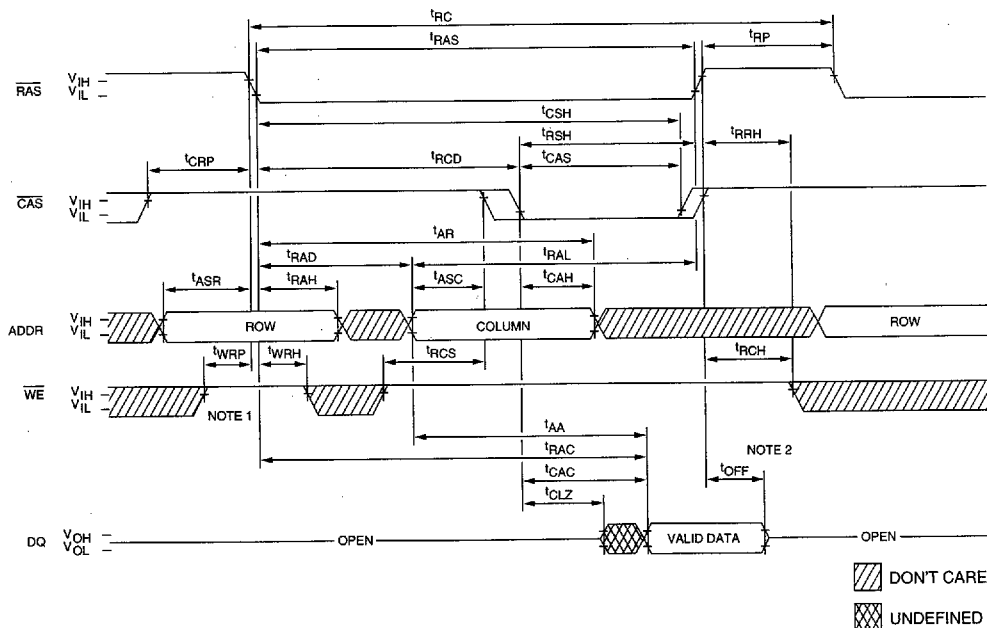 tRC
tRAS
tRP
RAS
VIH
VIL
tCSH
tRSH
tRRH
tCRP
tRCD
tCAS
CAS
VIH
VIL
tAR
tRAD
tRAL
tASR
tRAH
tASC
tCAH
ADDR
VIH
VIL
ROW
COLUMN
ROW
tWRP
tWRH
tRCS
tRCH
WE
VIH
VIL
NOTE 1
tAA
tRAC
NOTE 2
tCAC
tOFF
tCLZ
DQ
VOH
VOL
OPEN
VALID DATA
OPEN
DON'T CARE
UNDEFINED